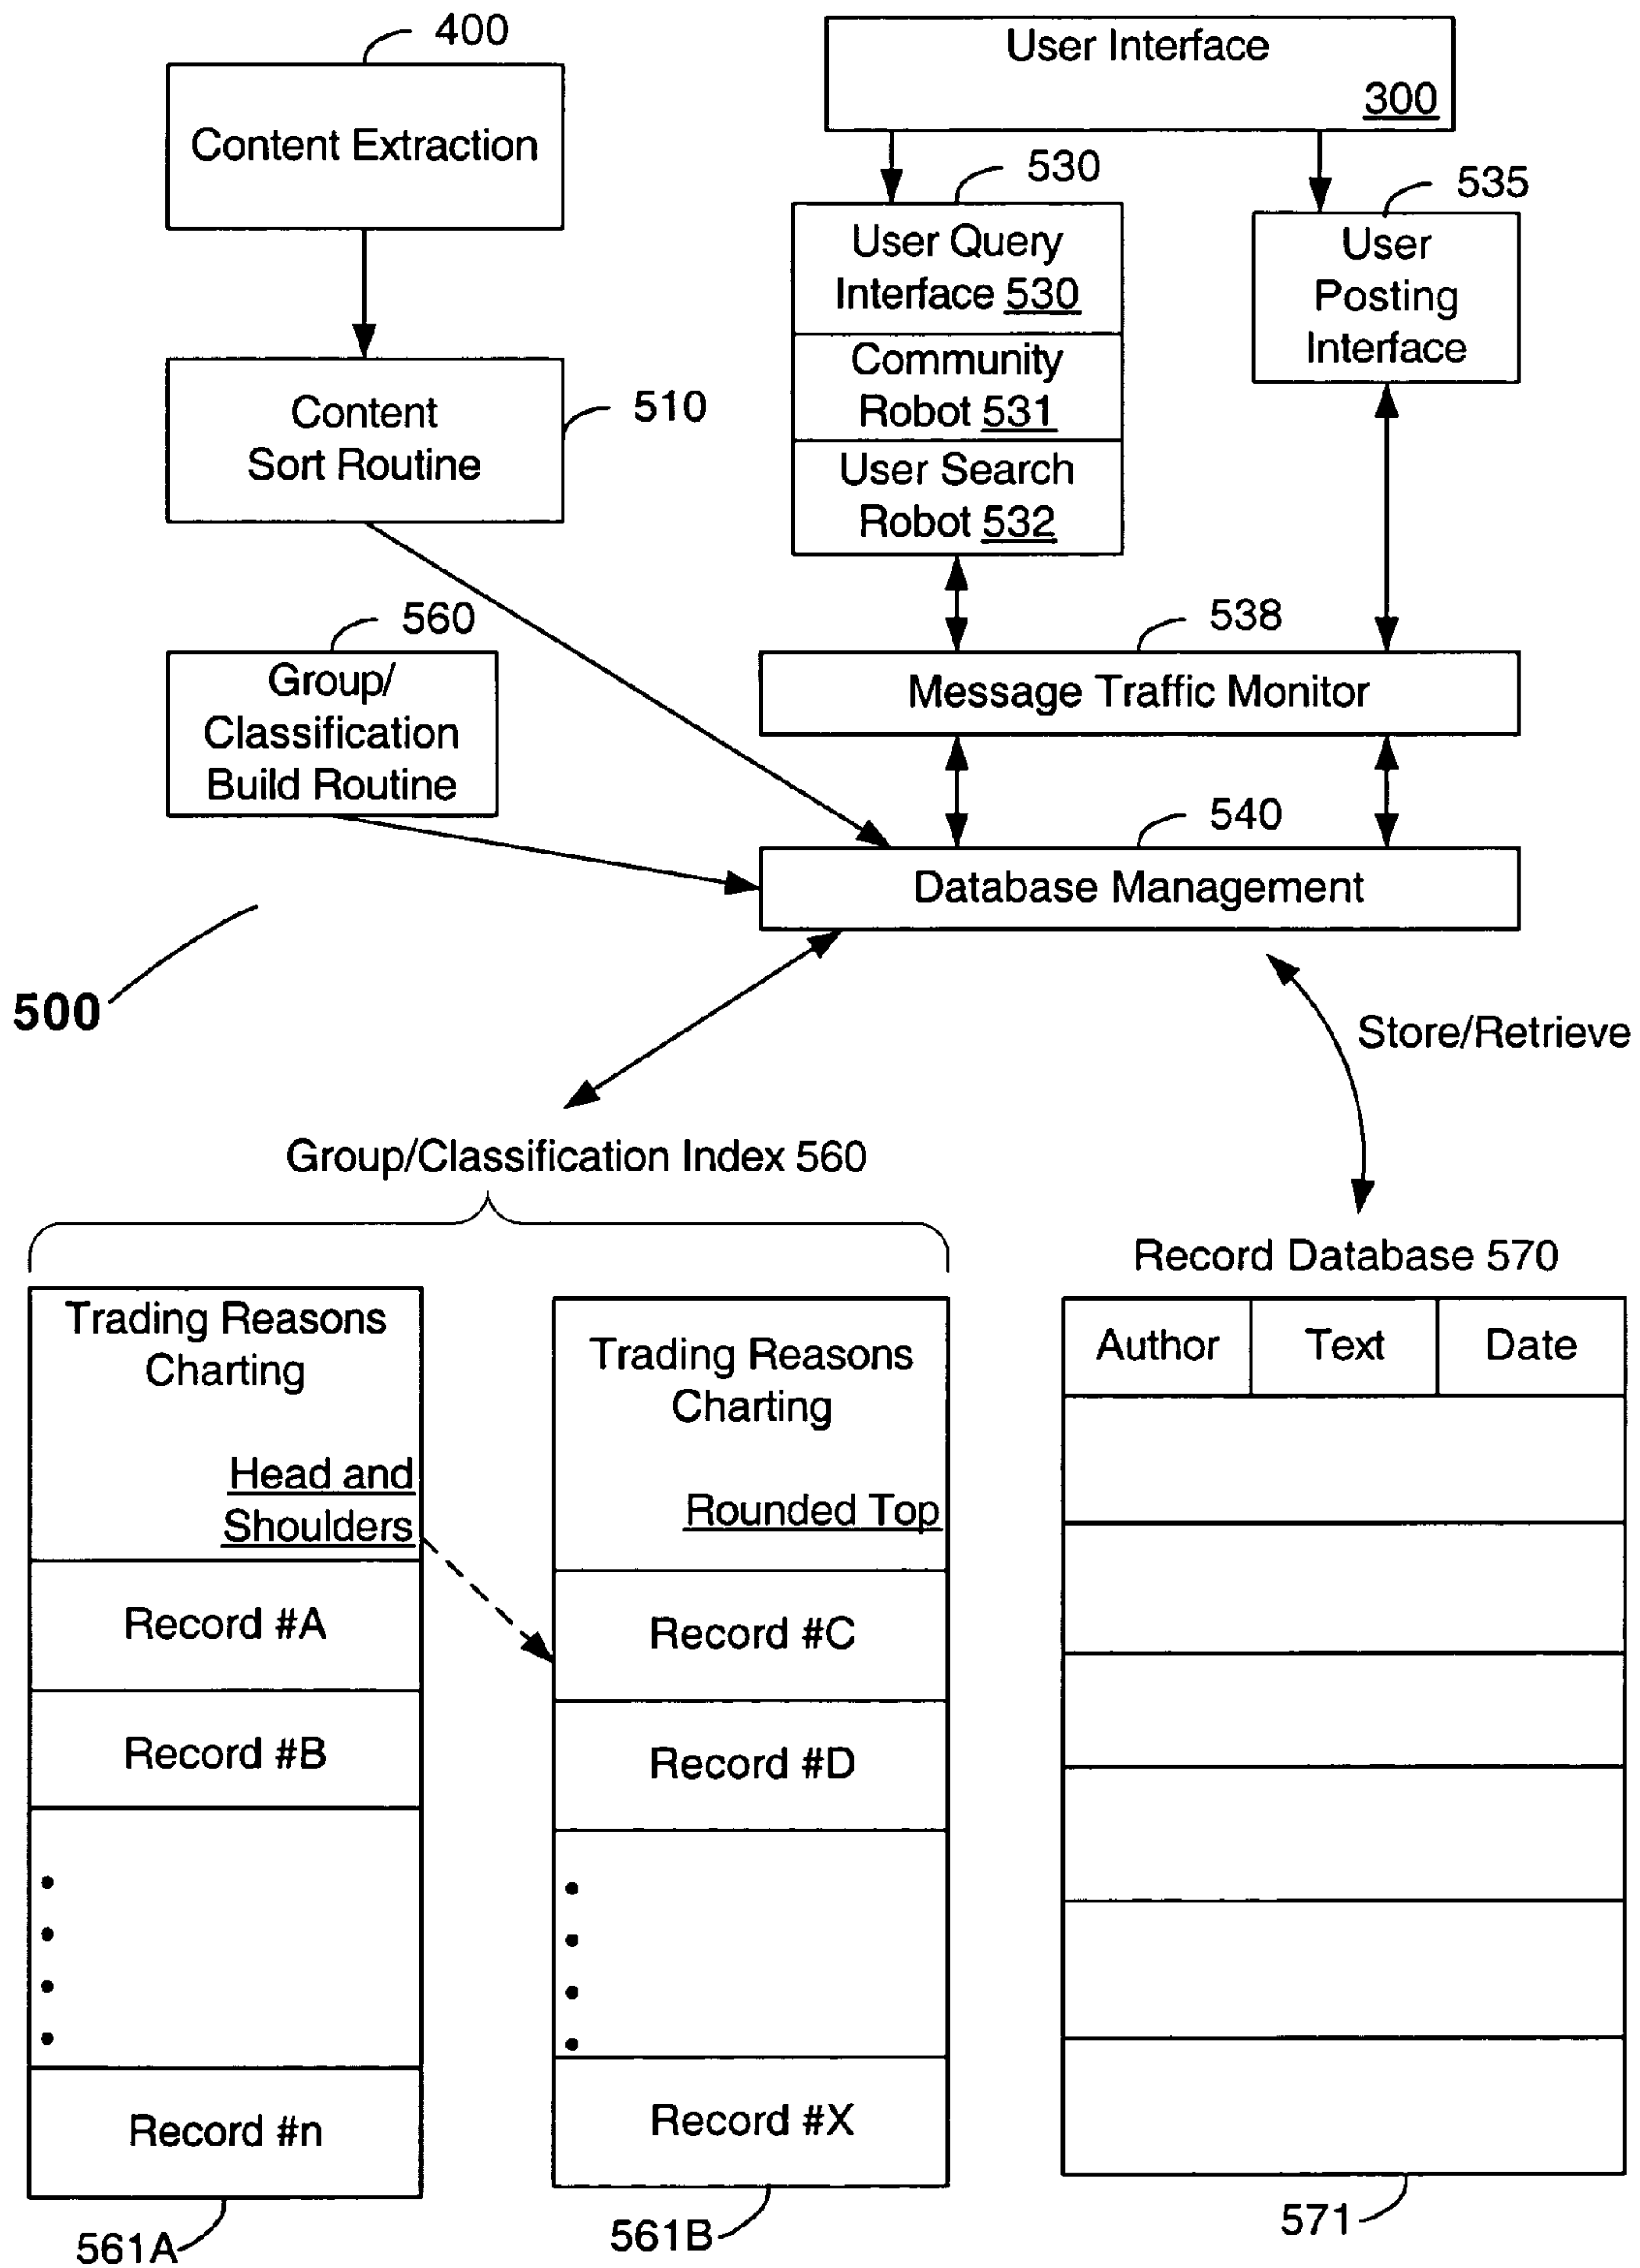 400
Content Extraction
User Interface
300
530
User Query
Interface 530
Community
Robot 531
User Search
Robot 532
535
User
Posting
Interface
Content
Sort Routine
510
560
Group/
Classification
Build Routine
538
Message Traffic Monitor
540
Database Management
500
Store/Retrieve
Group/Classification Index 560
Trading Reasons
Charting
Head and
Shoulders
Record #A
Record #B
Record #n
561A
Trading Reasons
Charting
Rounded Top
Record #C
Record #D
Record #X
561B
Record Database 570
Author Text Date
571